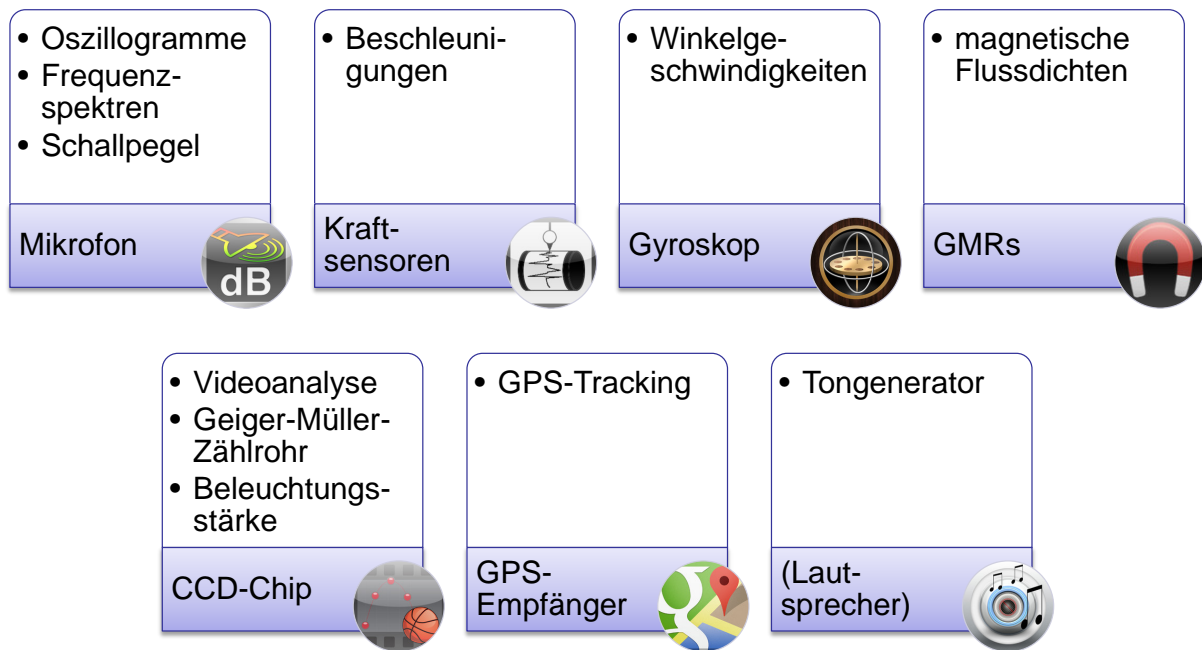 • Oszillogramme
• Frequenz-
spektren
• Schallpegel
Mikrofon
dB
• Beschleuni-
gungen
Kraft-
sensoren
• Winkelge-
schwindigkeiten
Gyroskop
• magnetische
Flussdichten
GMRs
• Videoanalyse
• Geiger-Müller-
Zählrohr
• Beleuchtungs-
stärke
CCD-Chip
• GPS-Tracking
GPS-
Empfänger
• Tongenerator
(Laut-
sprecher)